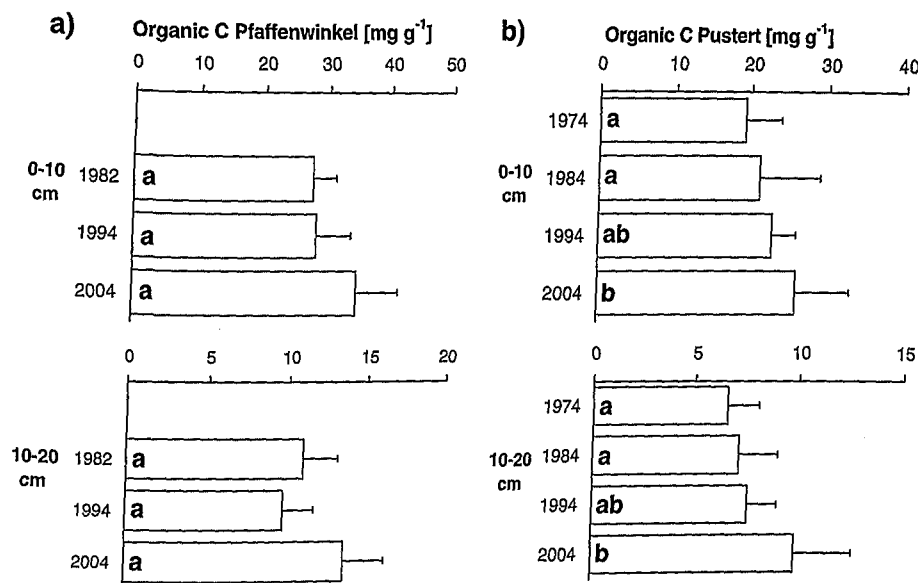 a)
Organic C Pfaffenwinkel [mg g⁻¹]
0 10 20 30 40 50
0-10
cm
1982 a
1994 a
2004 a
0 5 10 15 20
10-20
cm
1982 a
1994 a
2004 a
b)
Organic C Pustert [mg g⁻¹]
0 10 20 30 40
0-10
cm
1974 a
1984 a
1994 ab
2004 b
0 5 10 15
10-20
cm
1974 a
1984 a
1994 ab
2004 b